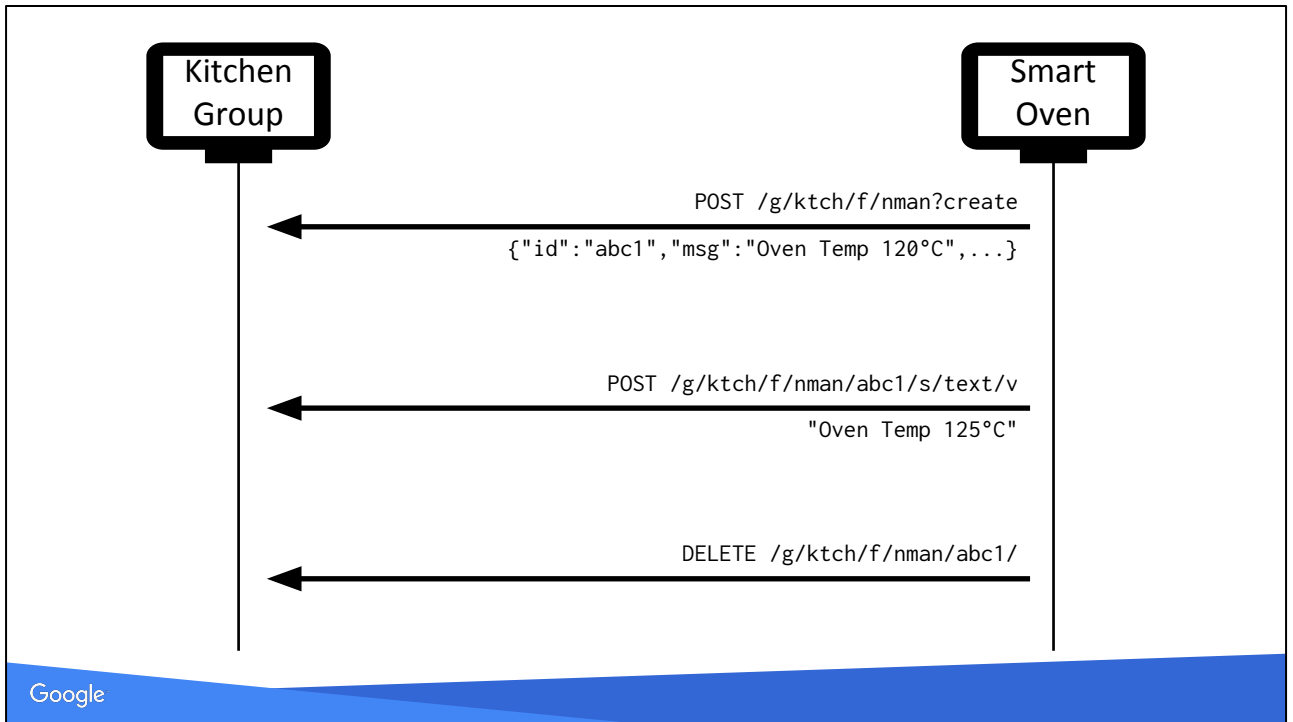 Kitchen
Group
Smart
Oven
POST /g/ktch/f/nman?create
{"id":"abc1","msg":"Oven Temp 120°C",...}
POST /g/ktch/f/nman/abc1/s/text/v
"Oven Temp 125°C"
DELETE /g/ktch/f/nman/abc1/
Google